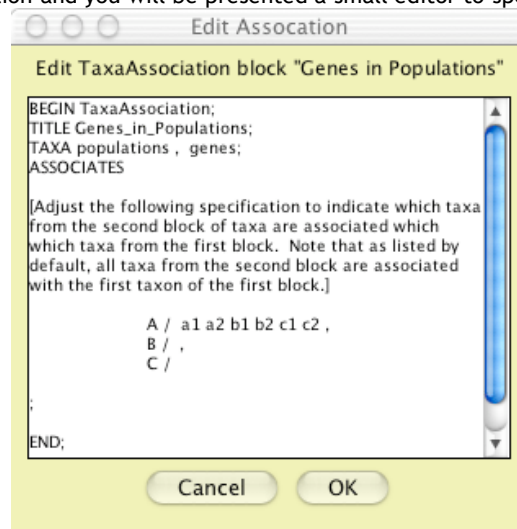 tion and you will be presented a small editor to spe
Edit Assocation
Edit TaxaAssociation block "Genes in Populations"
BEGIN TaxaAssociation;
TITLE Genes_in_Populations;
TAXA populations , genes;
ASSOCIATES
[Adjust the following specification to indicate which taxa
from the second block of taxa are associated which
which taxa from the first block. Note that as listed by
default, all taxa from the second block are associated
with the first taxon of the first block.]
A / a1 a2 b1 b2 c1 c2 ,
B / ,
C /
;
END;
Cancel OK